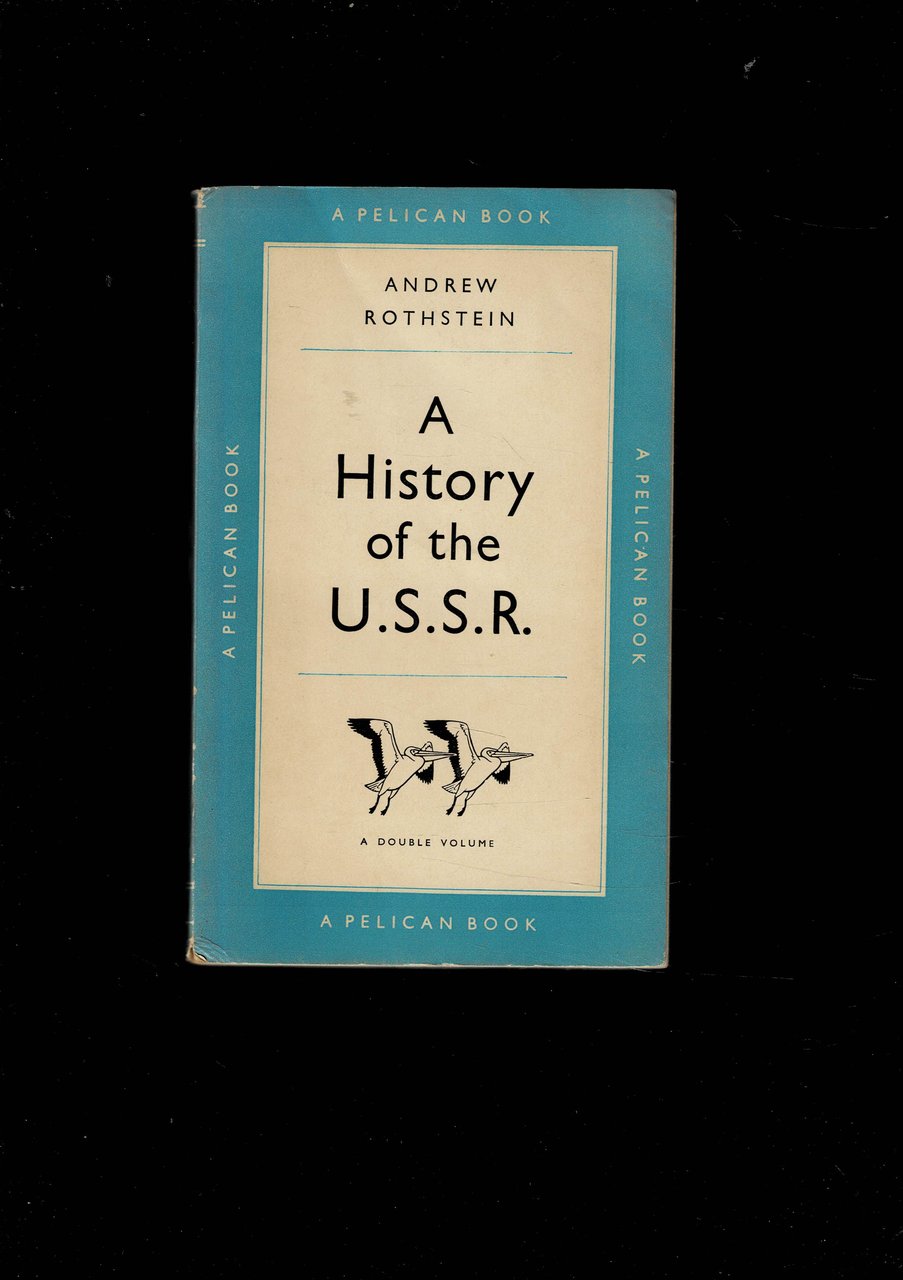 A PELICAN BOOK
ANDREW
ROTHSTEIN
A
History
of the
U.S.S.R.
A PELICAN BOOK
A PELICAN BOOK
A DOUBLE VOLUME
A PELICAN BOOK